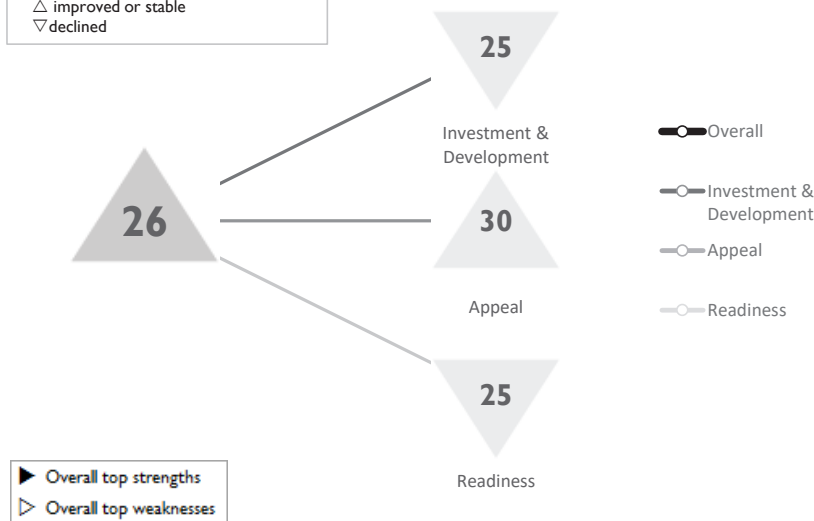 △ improved or stable
▽ declined
25
Investment &
Development
26
30
Appeal
25
Readiness
Overall
Investment &
Development
Appeal
Readiness
▶ Overall top strengths
▷ Overall top weaknesses